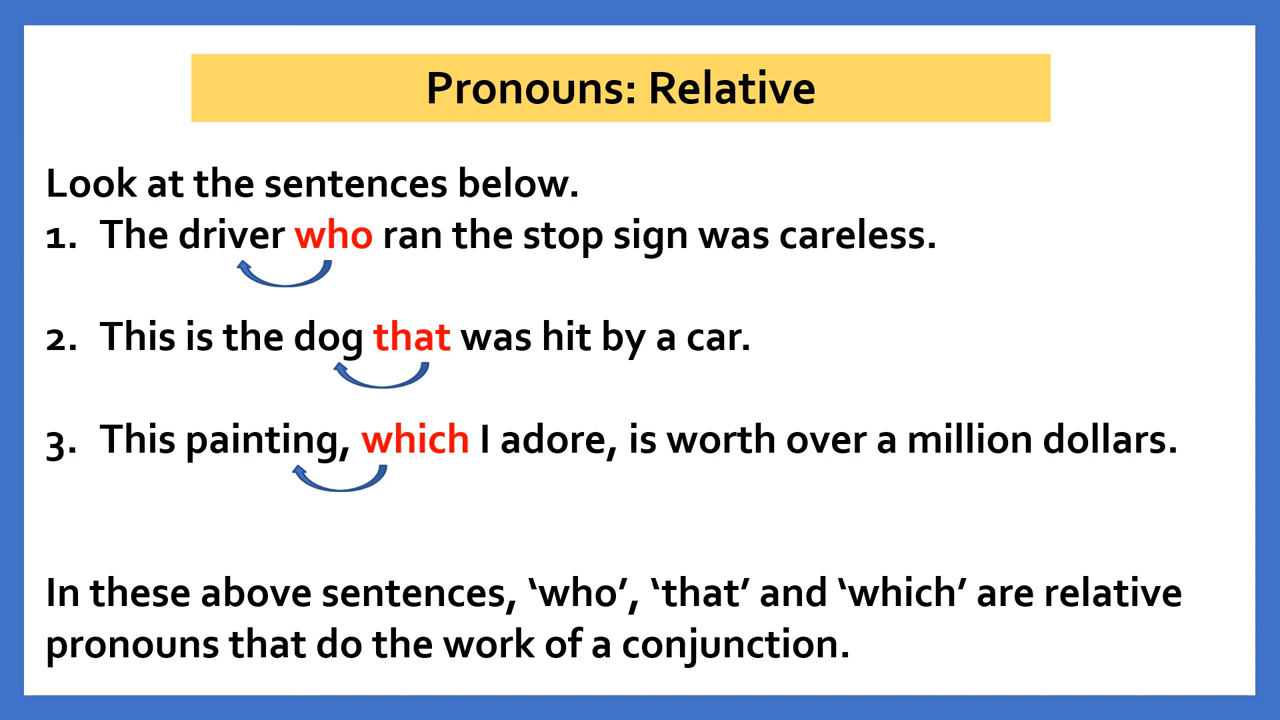 Pronouns: Relative
Look at the sentences below.
1. The driver who ran the stop sign was careless.
2. This is the dog that was hit by a car.
3. This painting, which I adore, is worth over a million dollars.
In these above sentences, ‘who’, ‘that’ and ‘which’ are relative
pronouns that do the work of a conjunction.